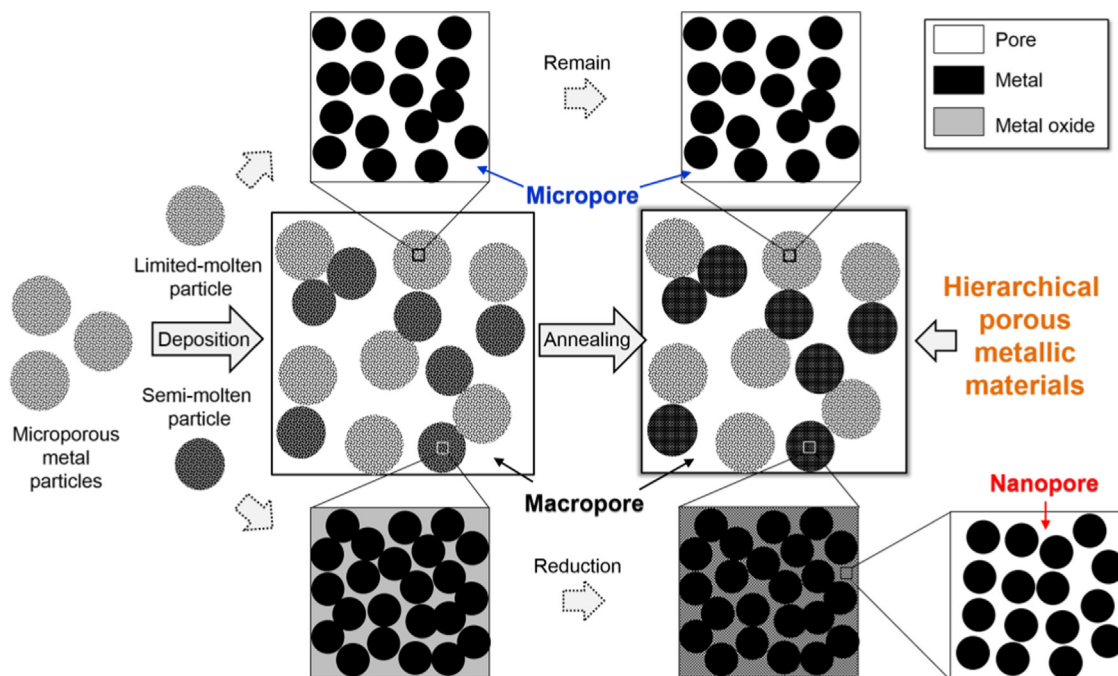 Remain
Pore
Metal
Metal oxide
Micropore
Limited-molten
particle
Deposition
Annealing
Semi-molten
particle
Microporous
metal
particles
Hierarchical
porous
metallic
materials
Macropore
Nanopore
Reduction